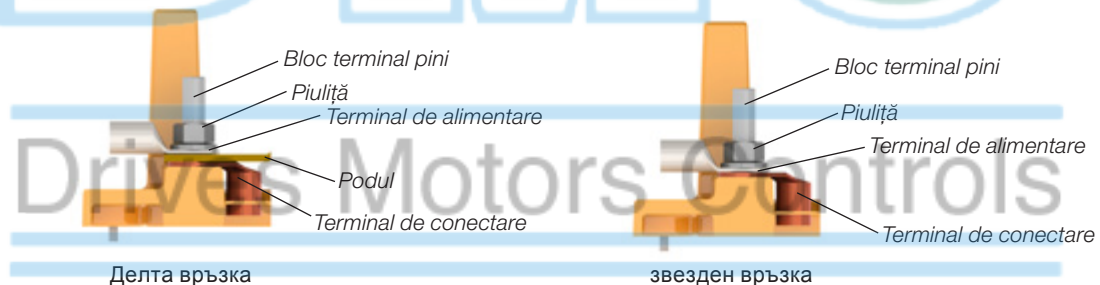 Bloc terminal pini
Piuliță
Terminal de alimentare
Podul
Terminal de conectare
Делта връзка
Bloc terminal pini
Piuliță
Terminal de alimentare
Terminal de conectare
звезден връзка
Drives Motors Controls